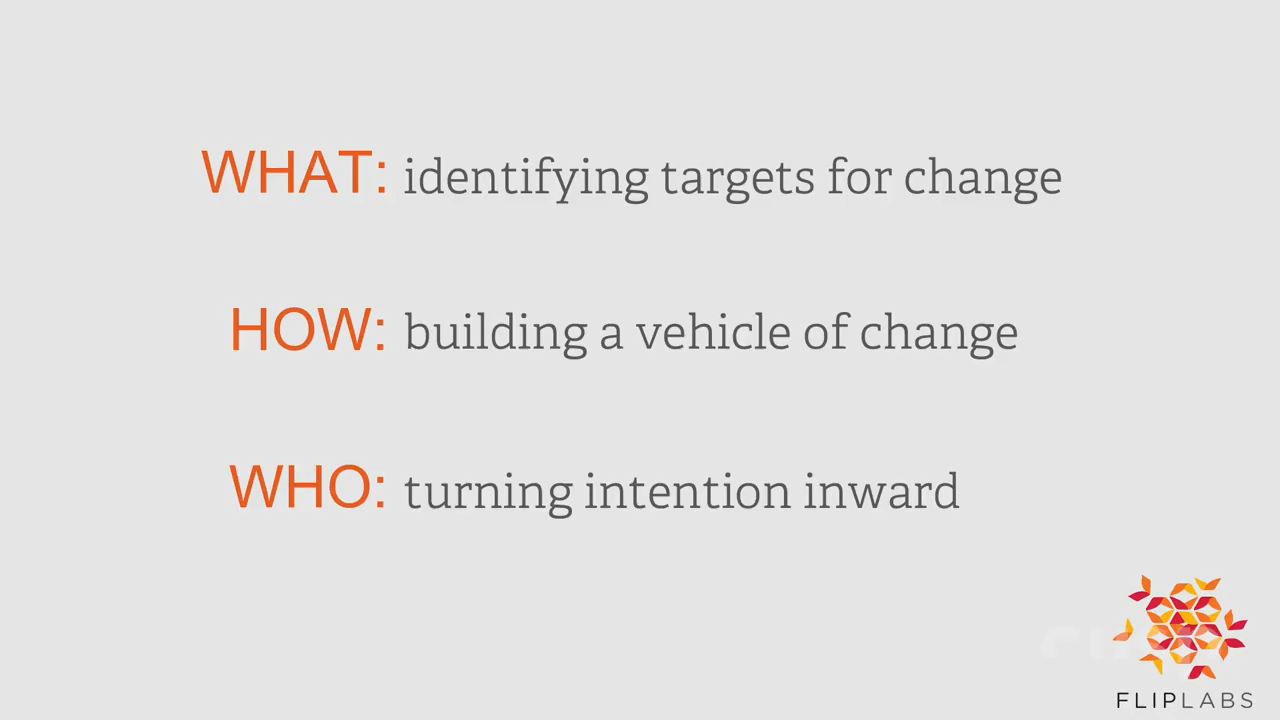 WHAT: identifying targets for change
HOW: building a vehicle of change
WHO: turning intention inward
FLIPLABS